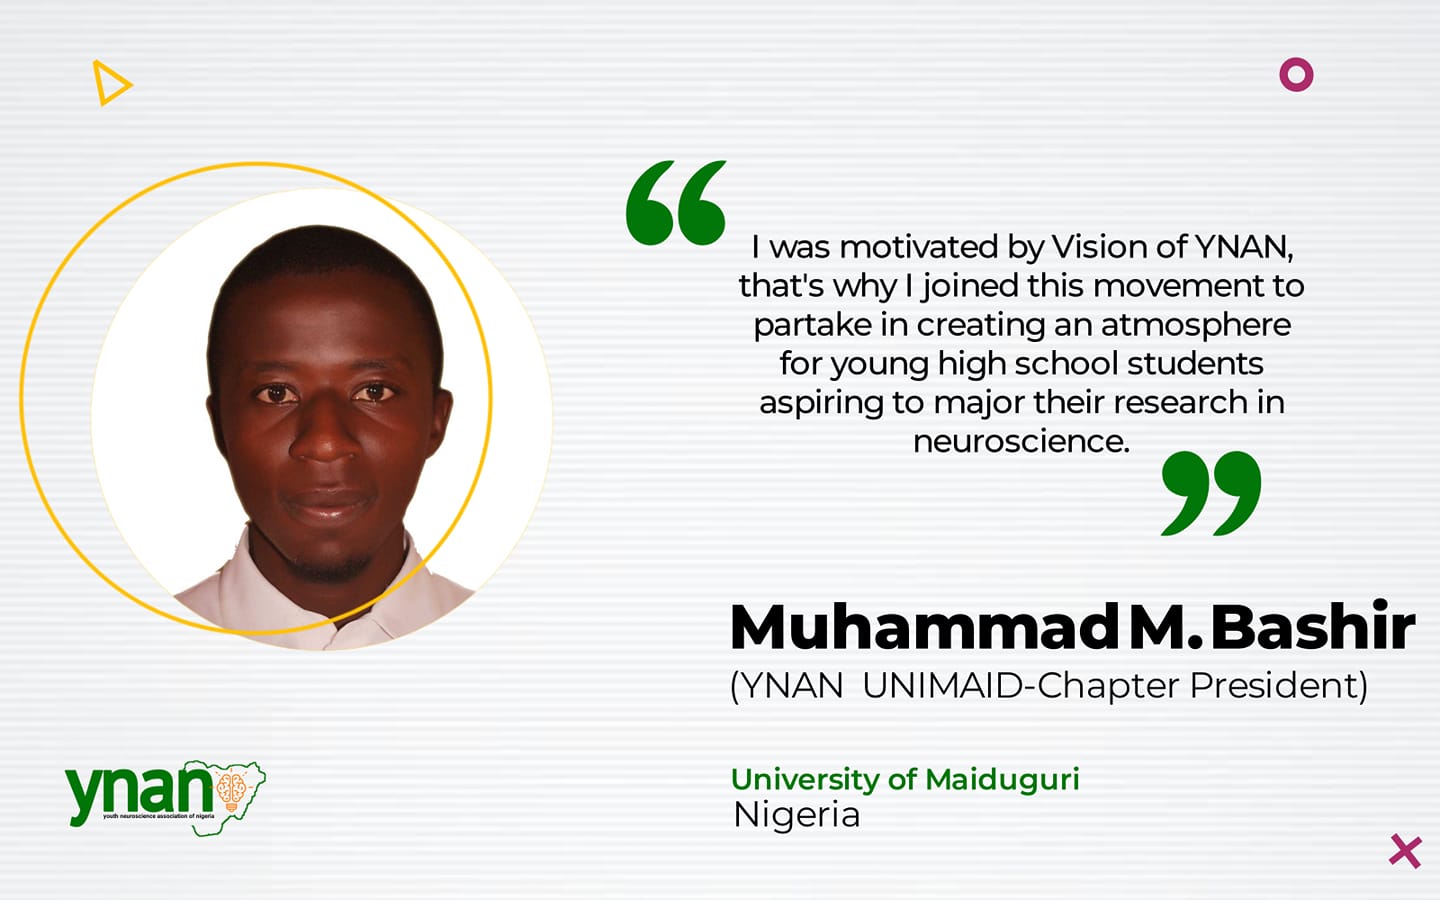 “
I was motivated by Vision of YNAN,
that's why I joined this movement to
partake in creating an atmosphere
for young high school students
aspiring to major their research in
neuroscience.
”
Muhammad M. Bashir
(YNAN UNIMAID-Chapter President)
University of Maiduguri
Nigeria
ynan
youth neuroscience association of nigeria